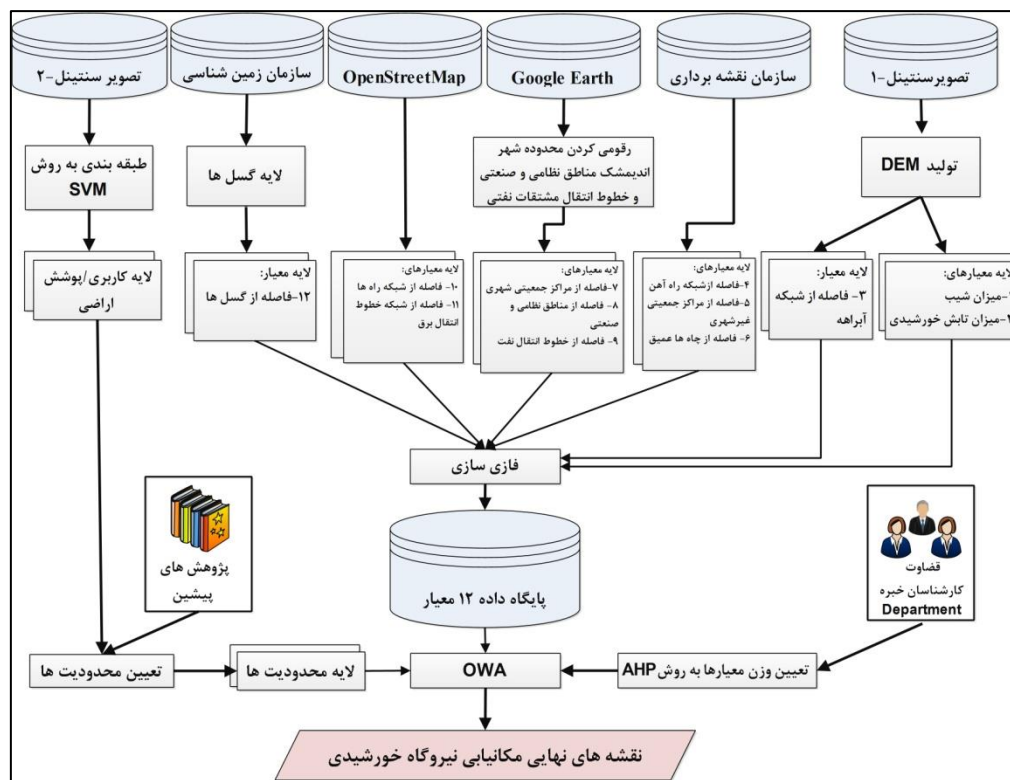 تصویرسنتینل-۱
سازمان نقشه برداری
Google Earth
OpenStreetMap
سازمان زمین شناسی
تصویر سنتینل-۲
تولید DEM
رقومی کردن محدوده شهر
اندیمشک مناطق نظامی و صنعتی
و خطوط انتقال مشتقات نفتی
لایه گسل ها
طبقه بندی به روش
SVM
لایه معیارهای:
۱-میزان شیب
۲-میزان تابش خورشیدی
لایه معیار:
۳- فاصله از شبکه
آبراهه
لایه معیارهای:
۴-فاصله ازشبکه راه آهن
۵- فاصله از مراکز جمعیتی
غیرشهری
۶- فاصله از چاه ها عمیق
لایه معیارهای:
۷-فاصله از مراکز جمعیتی شهری
۸- فاصله از مناطق نظامی و
صنعتی
۹- فاصله از خطوط انتقال نفت
لایه معیارهای:
۱۰- فاصله از شبکه راه ها
۱۱- فاصله از شبکه خطوط
انتقال برق
لایه معیار:
۱۲-فاصله از گسل ها
لایه کاربری/پوشش
اراضی
فازی سازی
قضاوت
کارشناسان خبره
Department
پایگاه داده ۱۲ معیار
پژوهش های
پیشین
تعیین وزن معیارها به روش AHP
OWA
لایه محدودیت ها
تعیین محدودیت ها
نقشه های نهایی مکانیابی نیروگاه خورشیدی